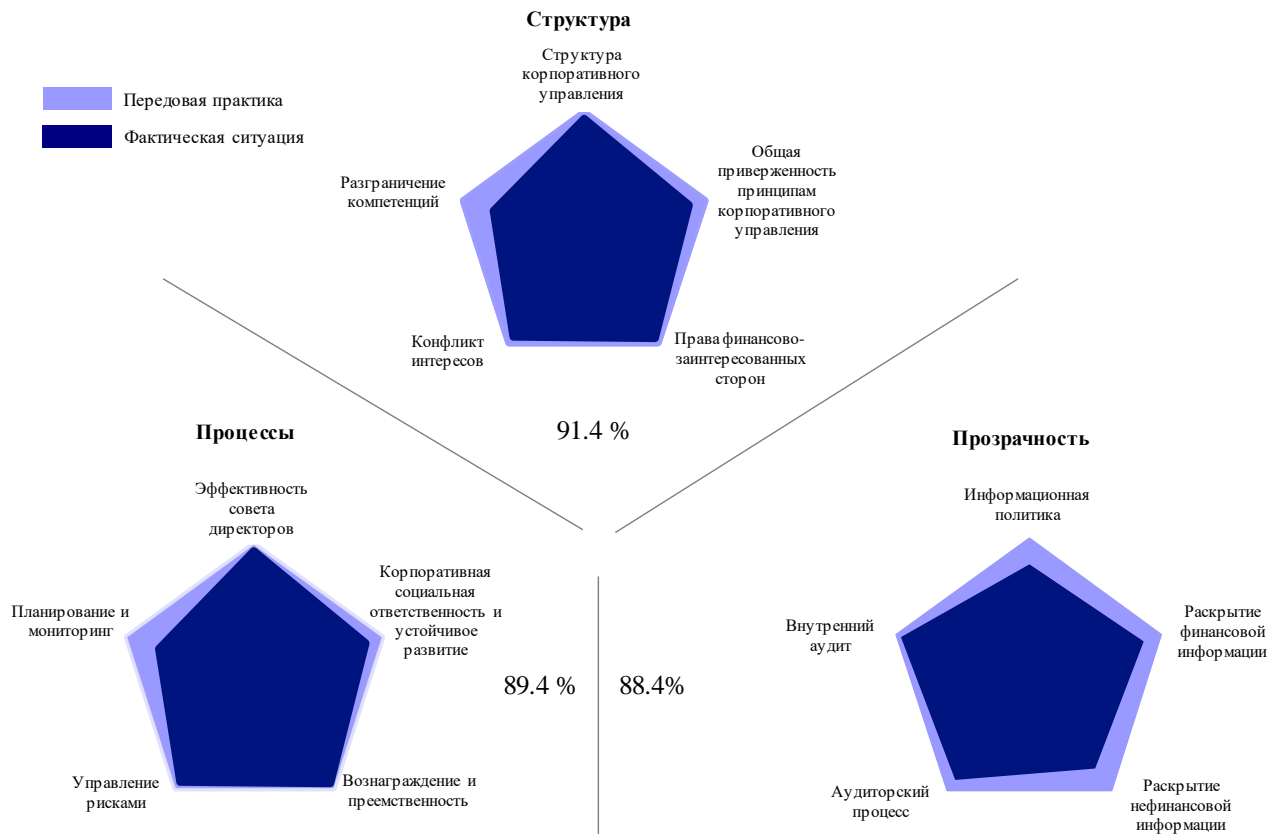 Структура
Структура
корпоративного
управления
Передовая практика
Фактическая ситуация
Общая
приверженность
принципам
корпоративного
управления
Разграничение
компетенций
Конфликт
интересов
Права финансово-
заинтересованных
сторон
91.4 %
Процессы
Эффективность
совета
директоров
Корпоративная
социальная
ответственность и
устойчивое
развитие
Планирование и
мониторинг
Управление
рисками
Вознаграждение и
преемственность
89.4 %
88.4%
Прозрачность
Информационная
политика
Раскрытие
финансовой
информации
Внутренний
аудит
Аудиторский
процесс
Раскрытие
нефинансовой
информации